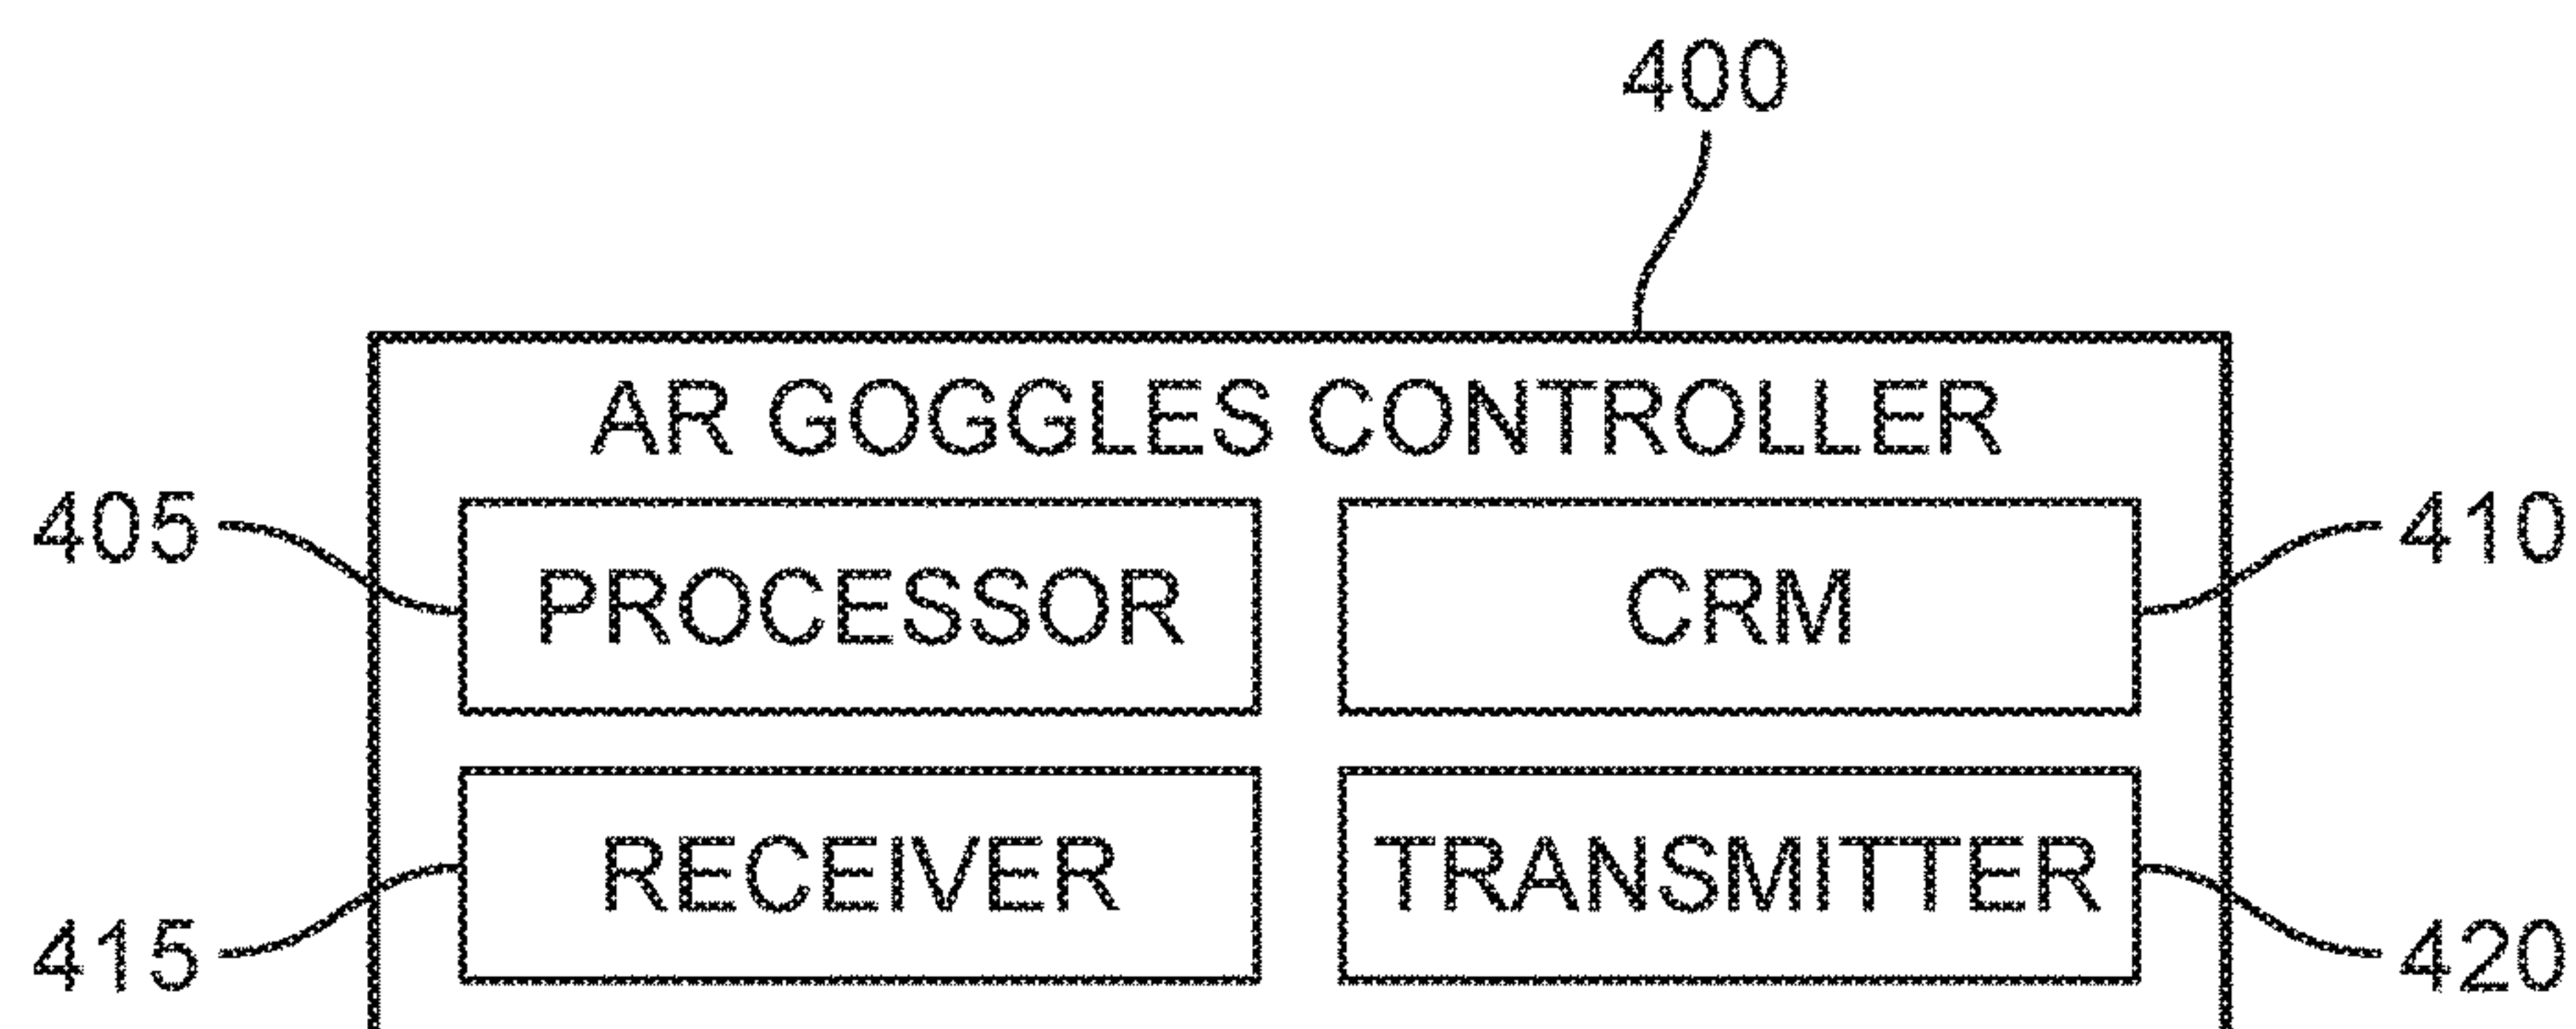 400
AR GOGGLES CONTROLLER
405 PROCESSOR CRM 410
415 RECEIVER TRANSMITTER 420